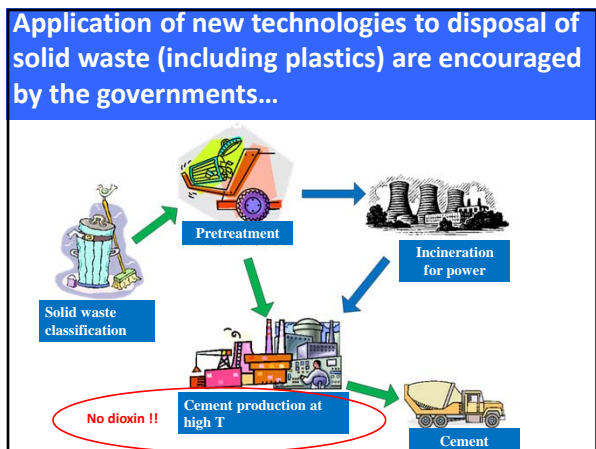 Application of new technologies to disposal of
solid waste (including plastics) are encouraged
by the governments…
Pretreatment
Incineration
for power
Solid waste
classification
No dioxin !!
Cement production at
high T
Cement